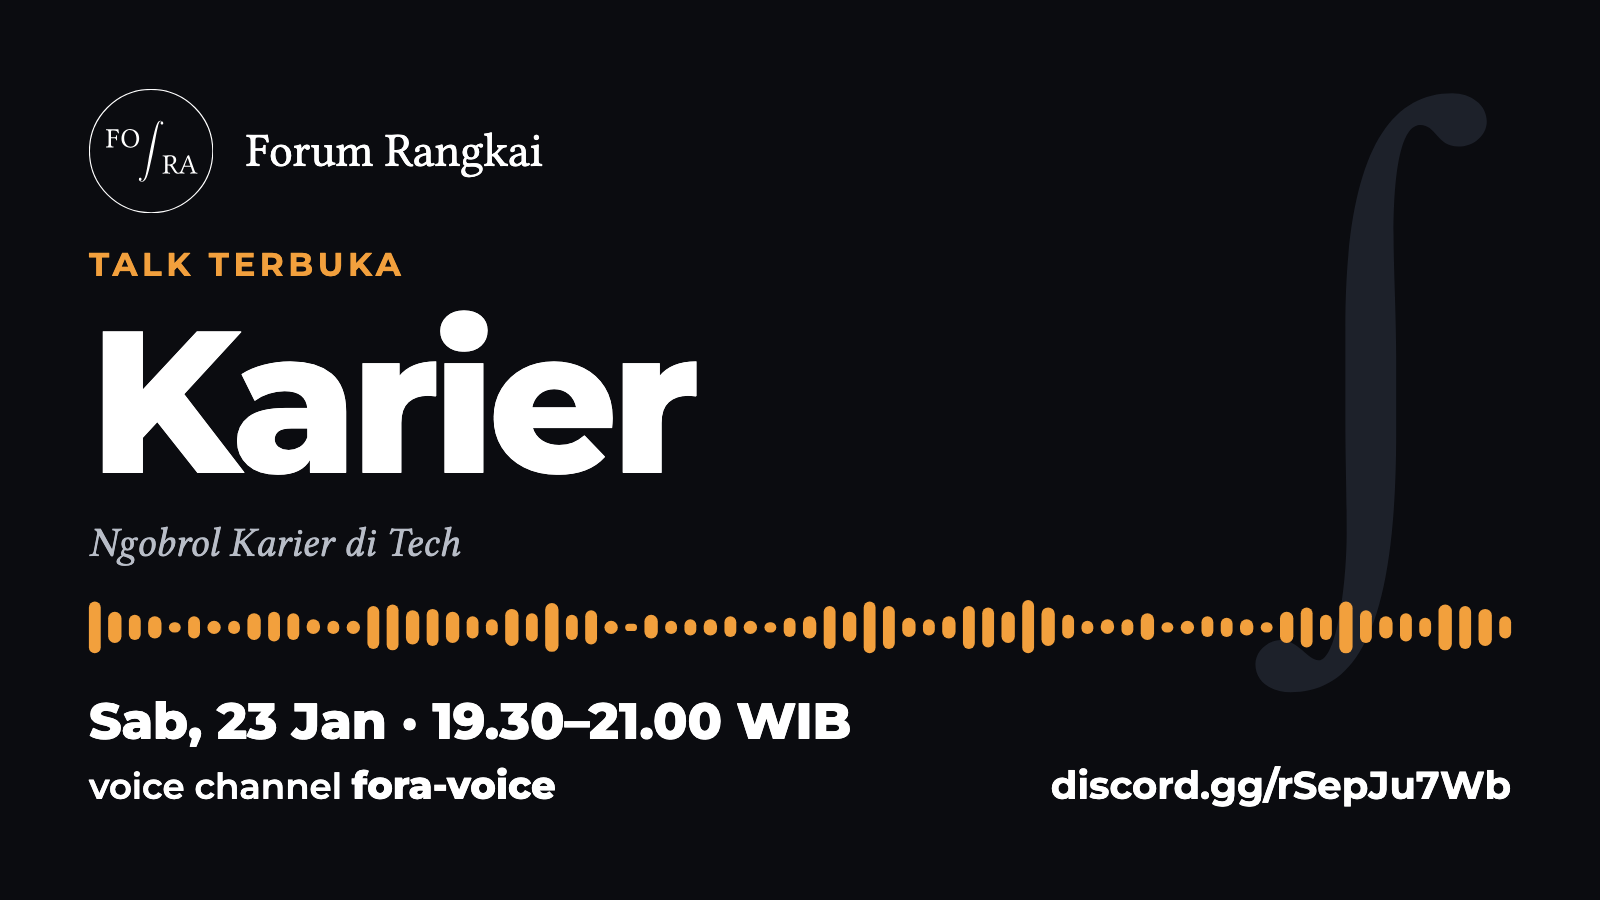 FO
RA
Forum Rangkai
TALK TERBUKA
Karier
Ngobrol Karier di Tech
Sab, 23 Jan · 19.30–21.00 WIB
voice channel fora-voice
discord.gg/rSepJu7Wb